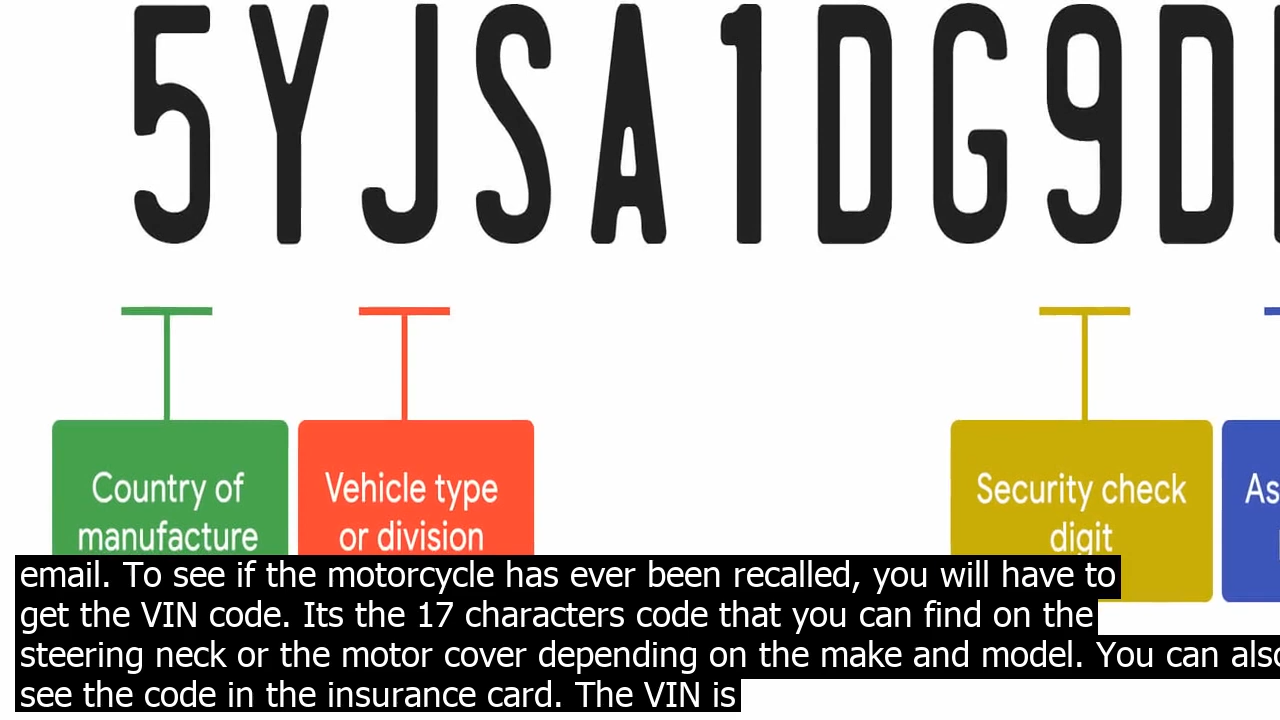 5YJSA1DG9D
Country of
manufacture
Vehicle type
or division
Security check
digit
As
email. To see if the motorcycle has ever been recalled, you will have to
get the VIN code. Its the 17 characters code that you can find on the
steering neck or the motor cover depending on the make and model. You can also
see the code in the insurance card. The VIN is